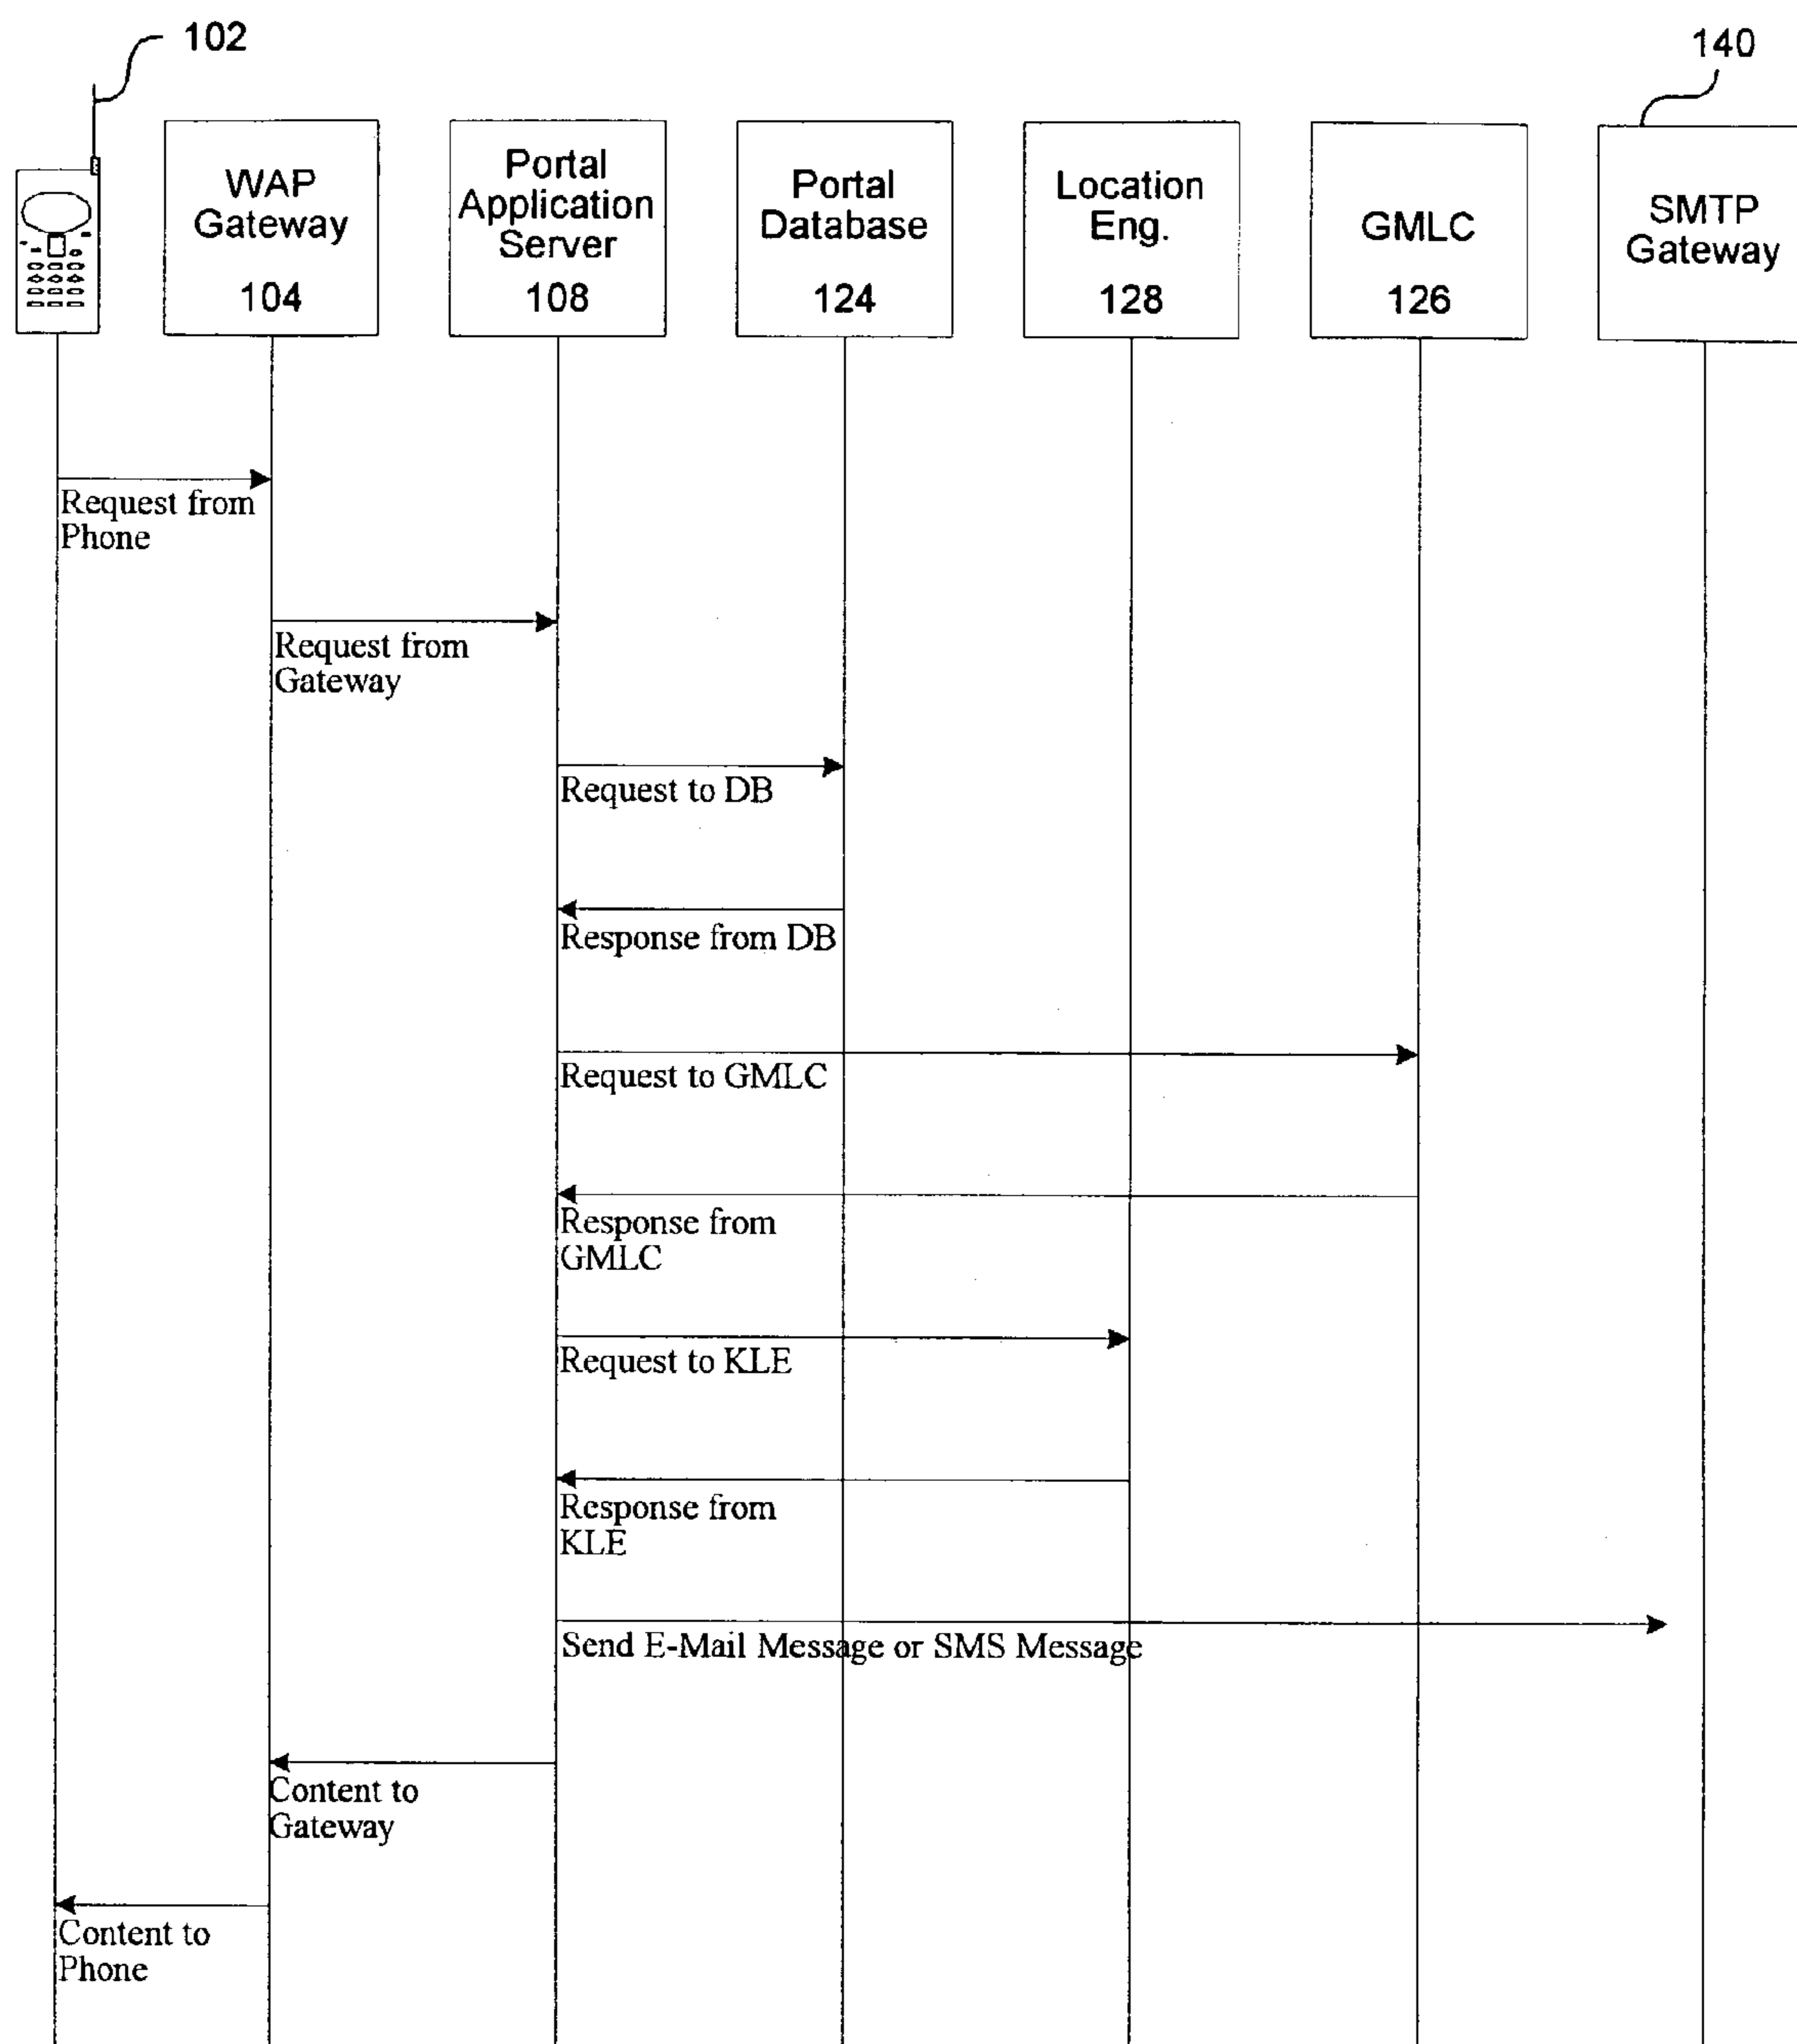 102
140
WAP
Gateway
104
Portal
Application
Server
108
Portal
Database
124
Location
Eng.
128
GMLC
126
SMTP
Gateway
Request from
Phone
Request from
Gateway
Request to DB
Response from DB
Request to GMLC
Response from
GMLC
Request to KLE
Response from
KLE
Send E-Mail Message or SMS Message
Content to
Gateway
Content to
Phone